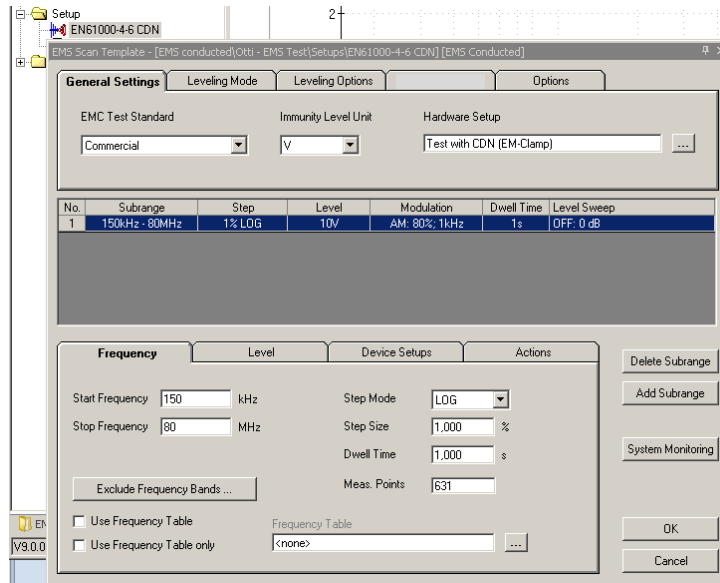 Setup
2
EN61000-4-6 CDN
EMS Scan Template - [EMS conducted\Otti - EMS Test\Setups\EN61000-4-6 CDN] [EMS Conducted]
General Settings Leveling Mode Leveling Options Options
EMC Test Standard Immunity Level Unit Hardware Setup
Commercial V Test with CDN (EM-Clamp) ...
No. Subrange Step Level Modulation Dwell Time Level Sweep
1 150kHz - 80MHz 1% LOG 10V AM: 80%; 1kHz 1s OFF: 0 dB
Frequency Level Device Setups Actions
Delete Subrange
Start Frequency 150 kHz Step Mode LOG
Add Subrange
Stop Frequency 80 MHz Step Size 1,000 %
Dwell Time 1,000 s
System Monitoring
Exclude Frequency Bands ... Meas. Points 631
EN
Use Frequency Table Frequency Table
OK
V9.0.0
Use Frequency Table only <none> ...
Cancel